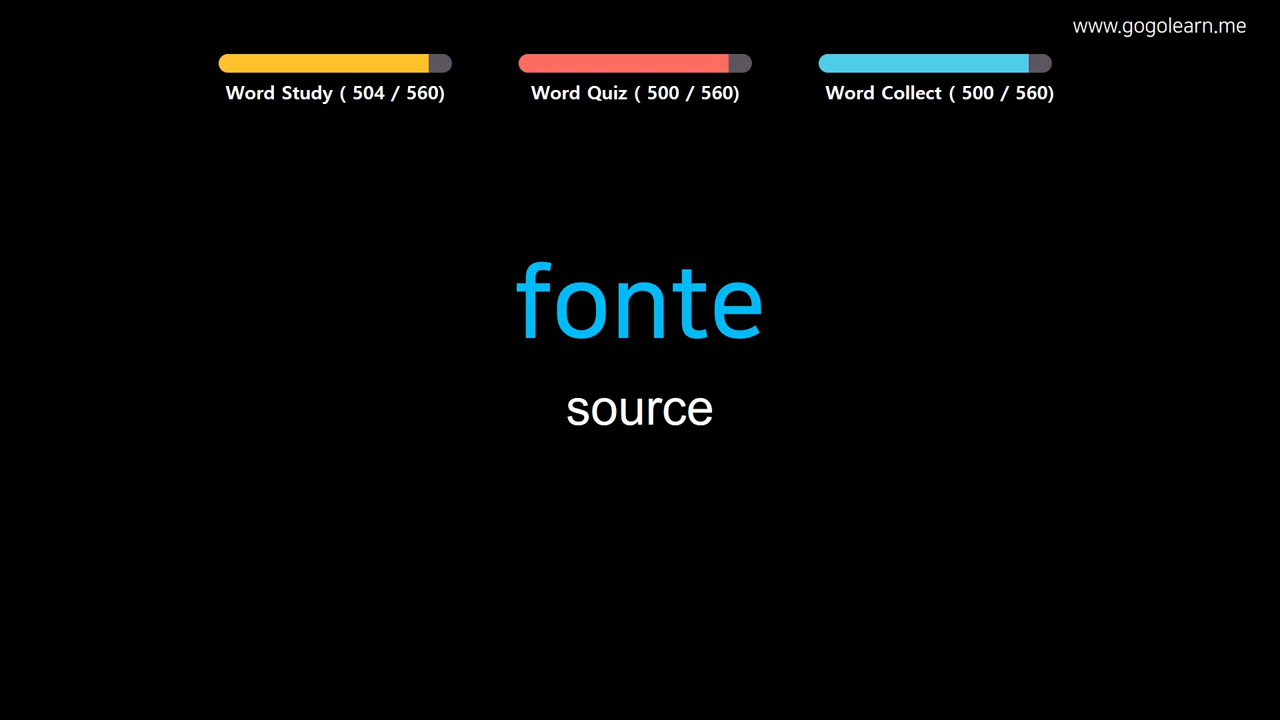 www.gogolearn.me
Word Study ( 504 / 560)
Word Quiz ( 500 / 560)
Word Collect ( 500 / 560)
fonte
source